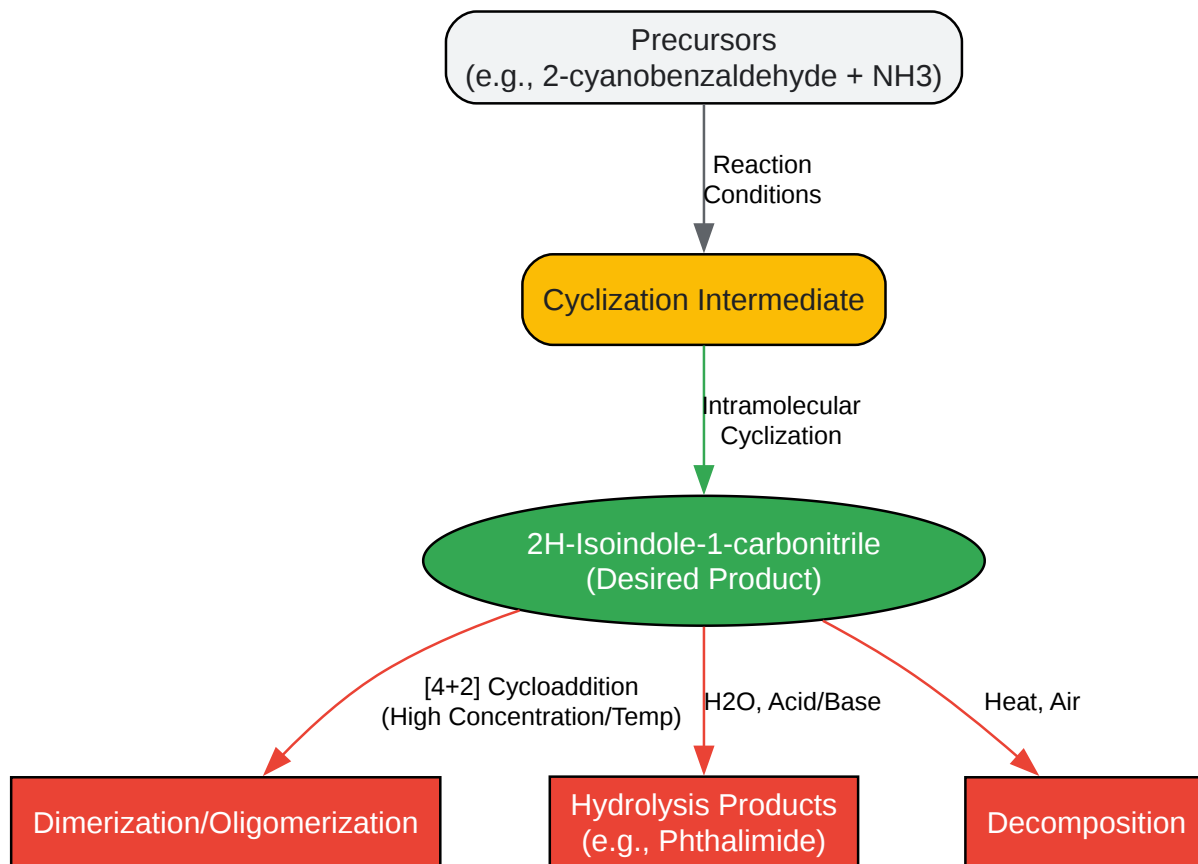 Precursors
(e.g., 2-cyanobenzaldehyde + NH3)
Reaction
Conditions
Cyclization Intermediate
Intramolecular
Cyclization
2H-Isoindole-1-carbonitrile
(Desired Product)
[4+2] Cycloaddition
(High Concentration/Temp)
H2O, Acid/Base
Heat, Air
Dimerization/Oligomerization
Hydrolysis Products
(e.g., Phthalimide)
Decomposition